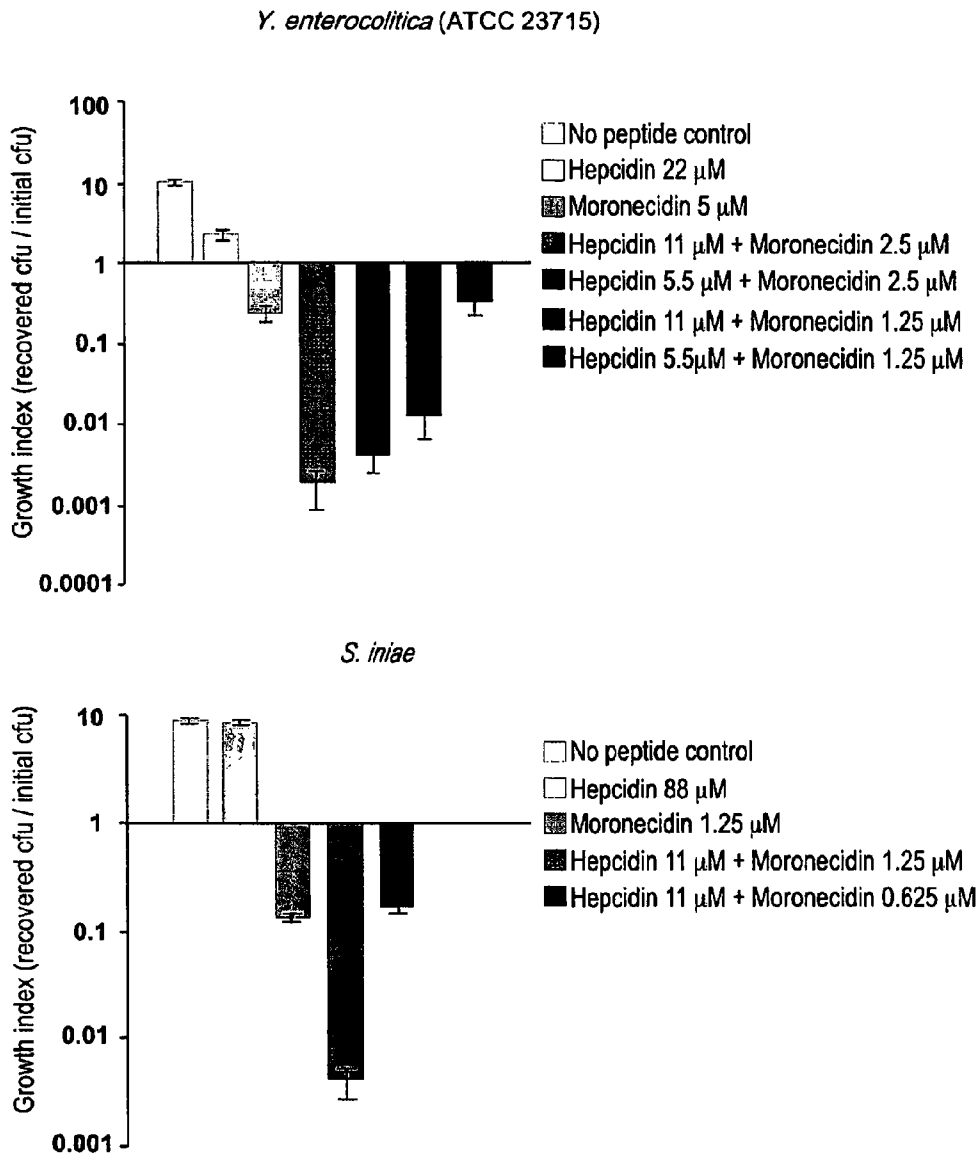 Y. enterocolitica (ATCC 23715)
Growth index (recovered cfu / initial cfu)
100
10
1
0.1
0.01
0.001
0.0001
No peptide control
Hepcidin 22 μM
Moronecidin 5 μM
Hepcidin 11 μM + Moronecidin 2.5 μM
Hepcidin 5.5 μM + Moronecidin 2.5 μM
Hepcidin 11 μM + Moronecidin 1.25 μM
Hepcidin 5.5μM + Moronecidin 1.25 μM
S. iniae
Growth index (recovered cfu / initial cfu)
10
1
0.1
0.01
0.001
No peptide control
Hepcidin 88 μM
Moronecidin 1.25 μM
Hepcidin 11 μM + Moronecidin 1.25 μM
Hepcidin 11 μM + Moronecidin 0.625 μM